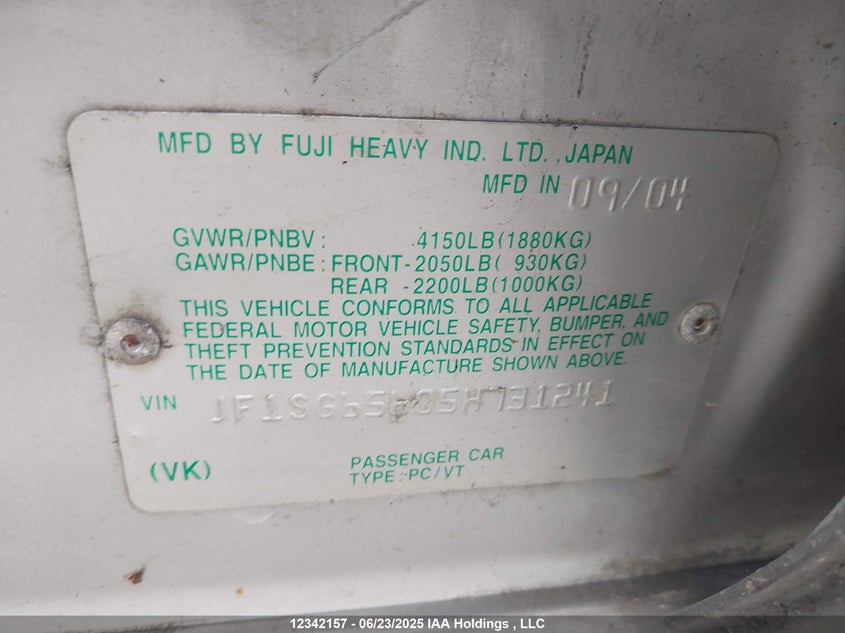 MFD BY FUJI HEAVY IND. LTD., JAPAN
MFD IN 09/04
GVWR/PNBV: 4150LB(1880KG)
GAWR/PNBE: FRONT-2050LB( 930KG)
REAR -2200LB(1000KG)
THIS VEHICLE CONFORMS TO ALL APPLICABLE
FEDERAL MOTOR VEHICLE SAFETY, BUMPER, AND
THEFT PREVENTION STANDARDS IN EFFECT ON
THE DATE OF MANUFACTURE SHOWN ABOVE.
VIN JF1SG65605H731241
(VK) PASSENGER CAR
TYPE:PC/VT
12342157 - 06/23/2025 IAA Holdings , LLC